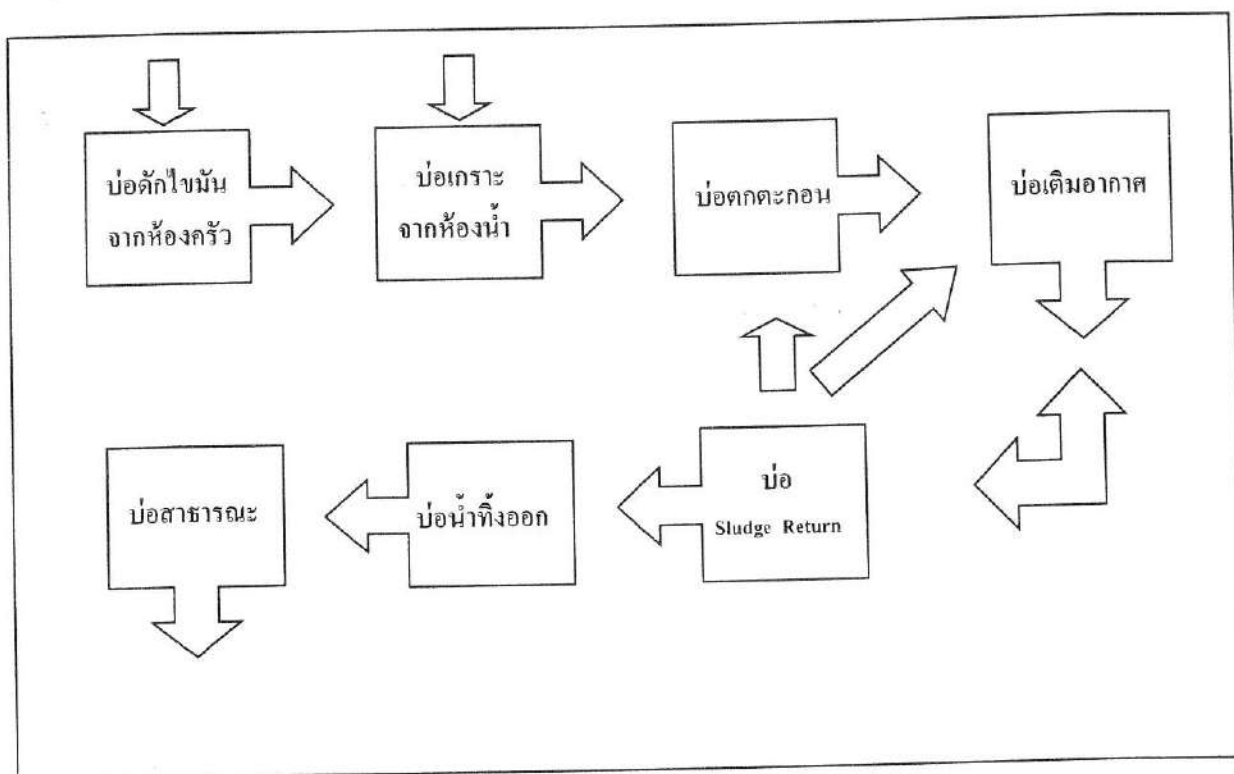 บ่อดักไขมัน
จากห้องครัว
บ่อเกราะ
จากห้องน้ำ
บ่อตกตะกอน
บ่อเติมอากาศ
บ่อสาธารณะ
บ่อน้ำทิ้งออก
บ่อ
Sludge Return